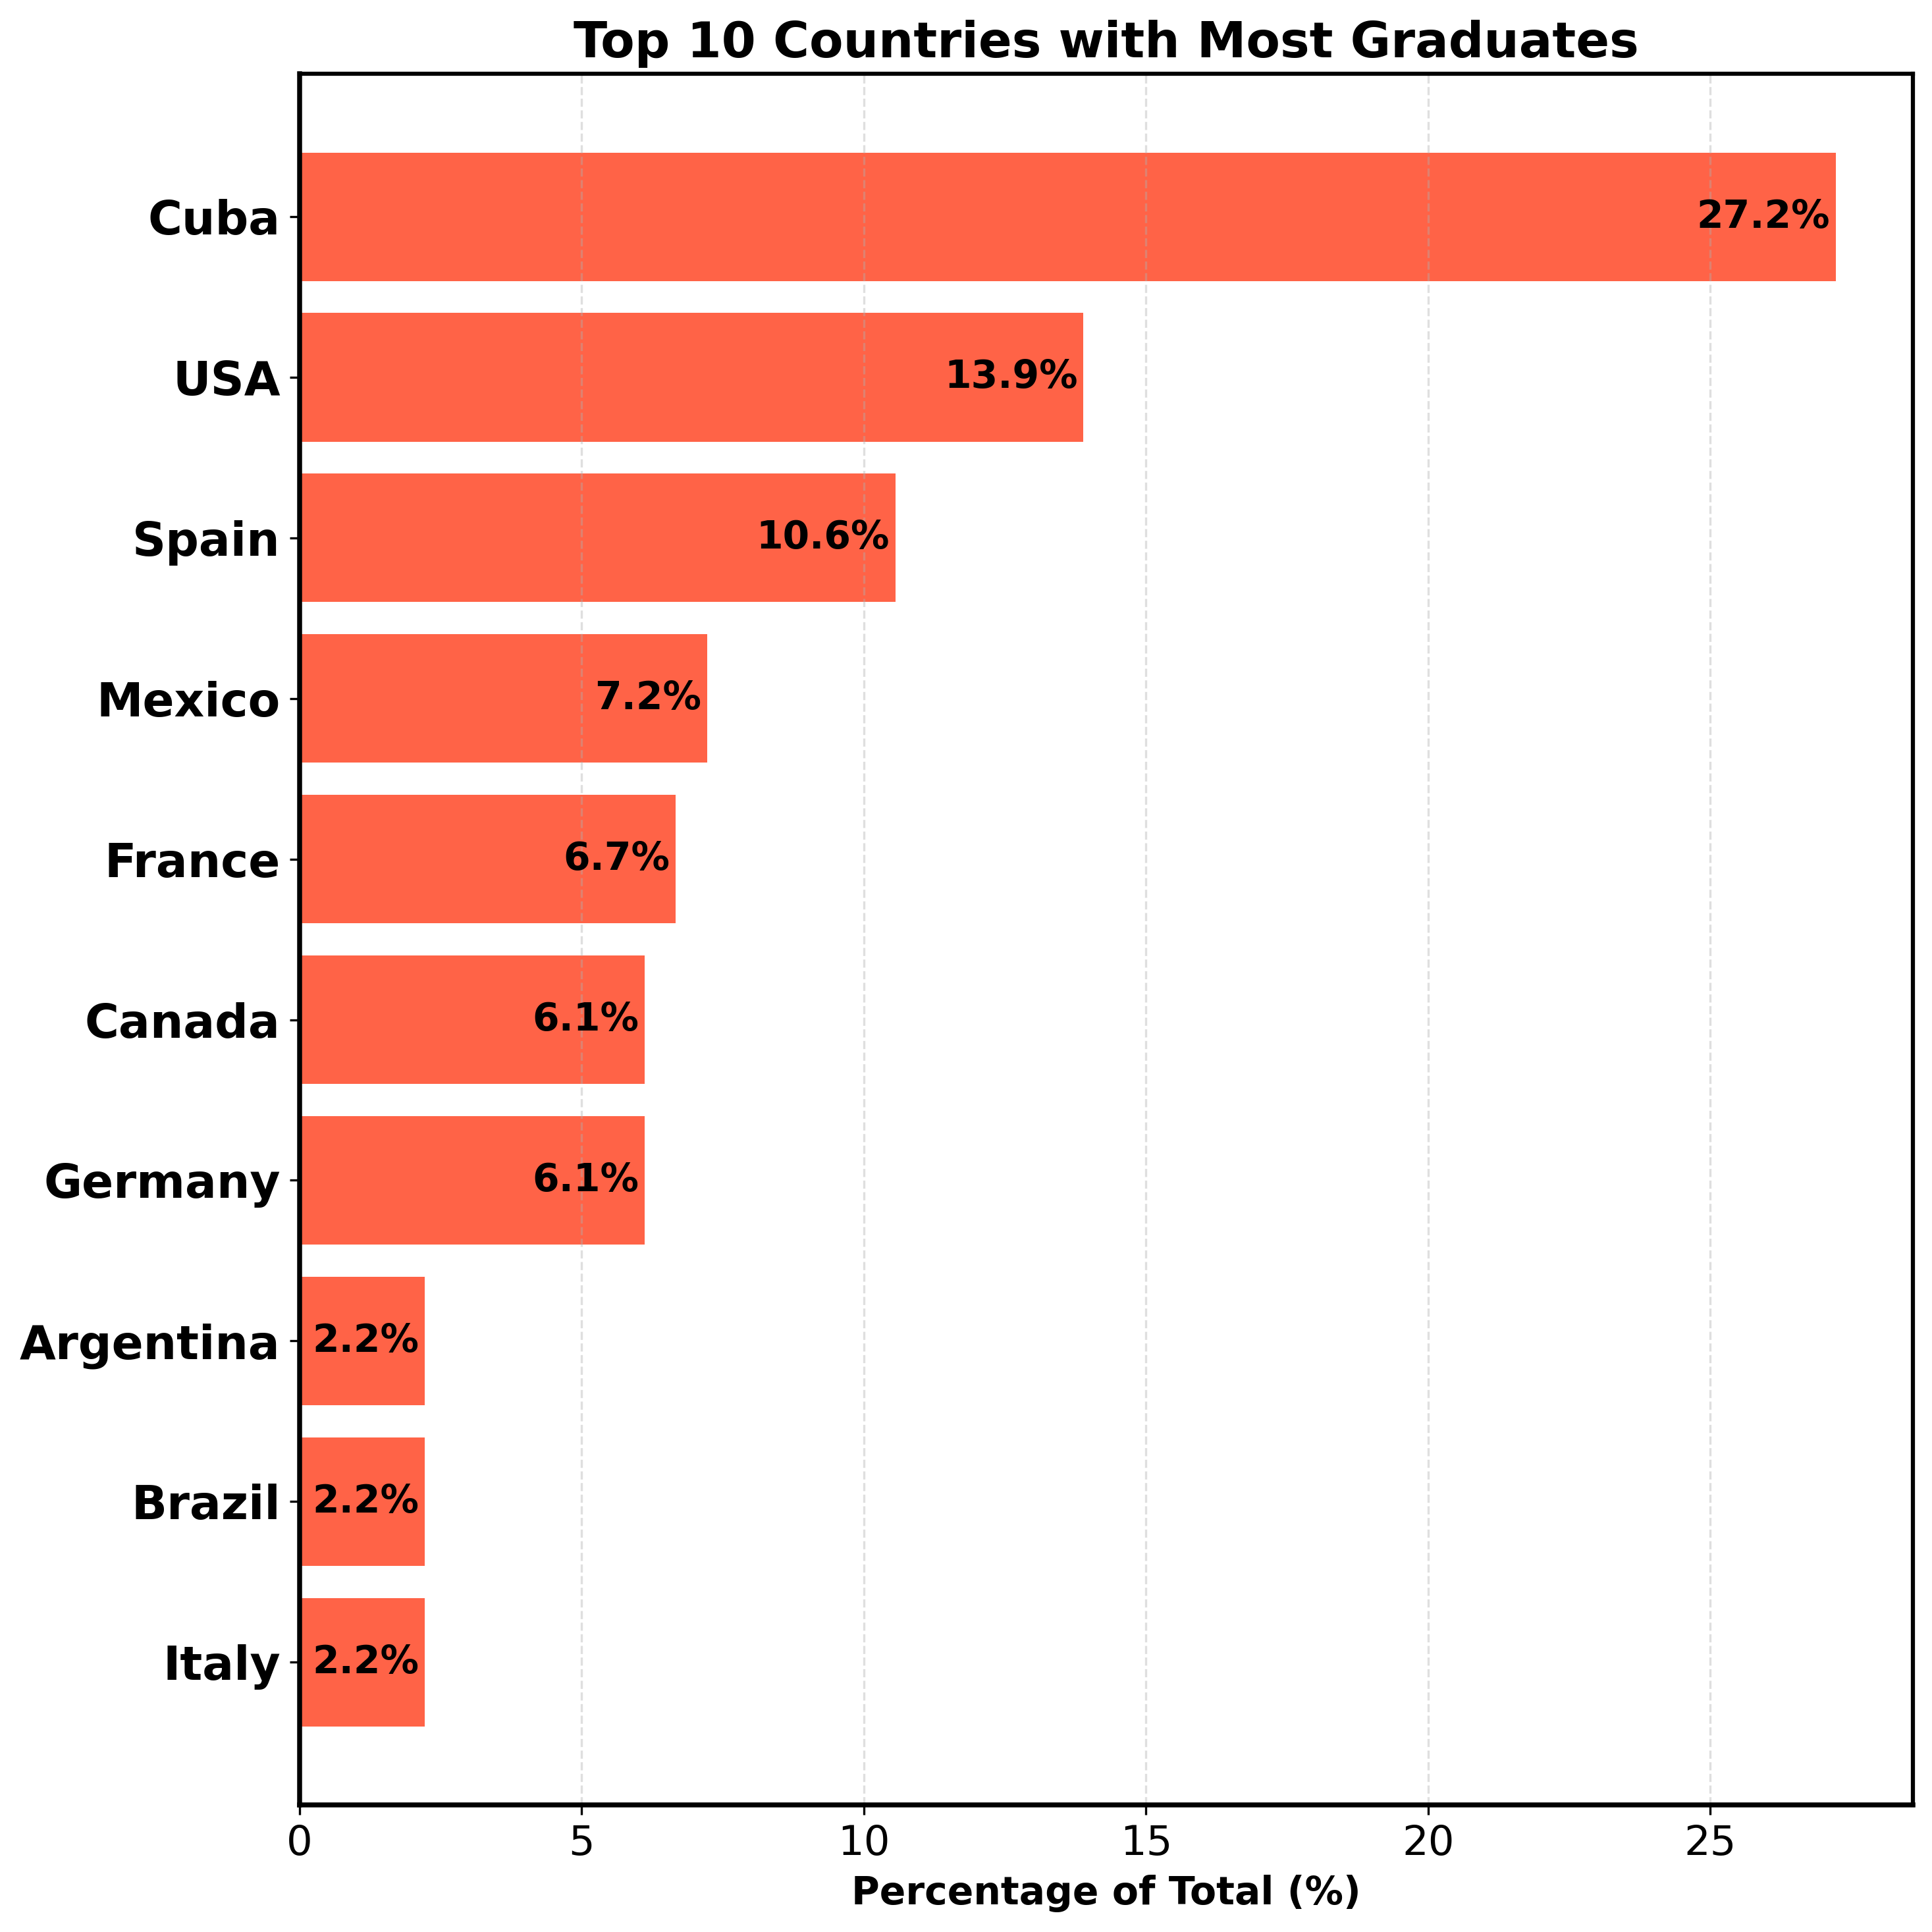 Top 10 Countries with Most Graduates
Cuba 27.2%
USA 13.9%
Spain 10.6%
Mexico 7.2%
France 6.7%
Canada 6.1%
Germany 6.1%
Argentina 2.2%
Brazil 2.2%
Italy 2.2%
0 5 10 15 20 25
Percentage of Total (%)